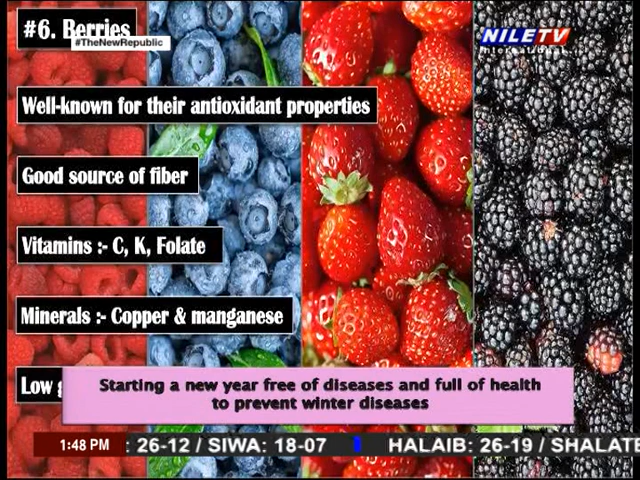 #6. Berries
#TheNewRepublic
NILETV
International
Well-known for their antioxidant properties
Good source of fiber
Vitamins :- C, K, Folate
Minerals :- Copper & manganese
Low
Starting a new year free of diseases and full of health
to prevent winter diseases
1:48 PM : 26-12 / SIWA: 18-07 HALAIB: 26-19 / SHALATE